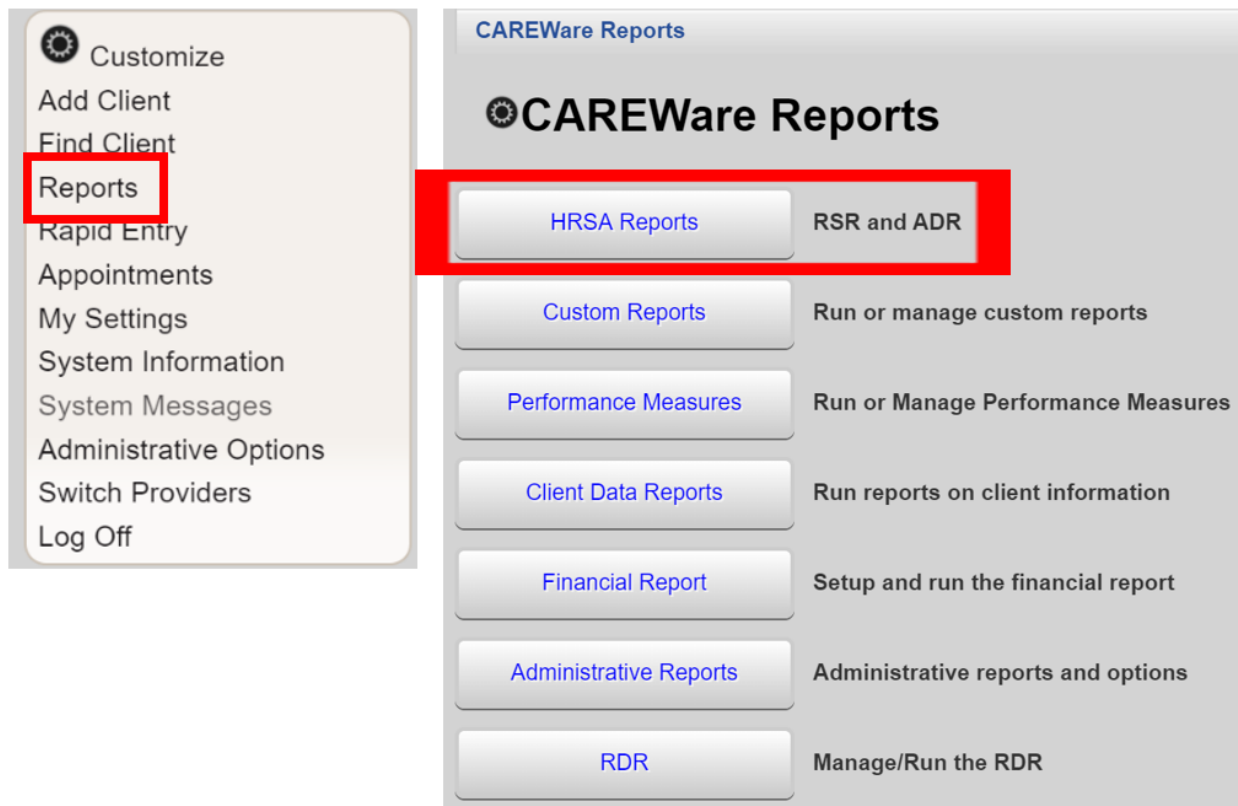 Customize
Add Client
Find Client
Reports
Rapid Entry
Appointments
My Settings
System Information
System Messages
Administrative Options
Switch Providers
Log Off
CAREWare Reports
CAREWare Reports
HRSA Reports RSR and ADR
Custom Reports Run or manage custom reports
Performance Measures Run or Manage Performance Measures
Client Data Reports Run reports on client information
Financial Report Setup and run the financial report
Administrative Reports Administrative reports and options
RDR Manage/Run the RDR